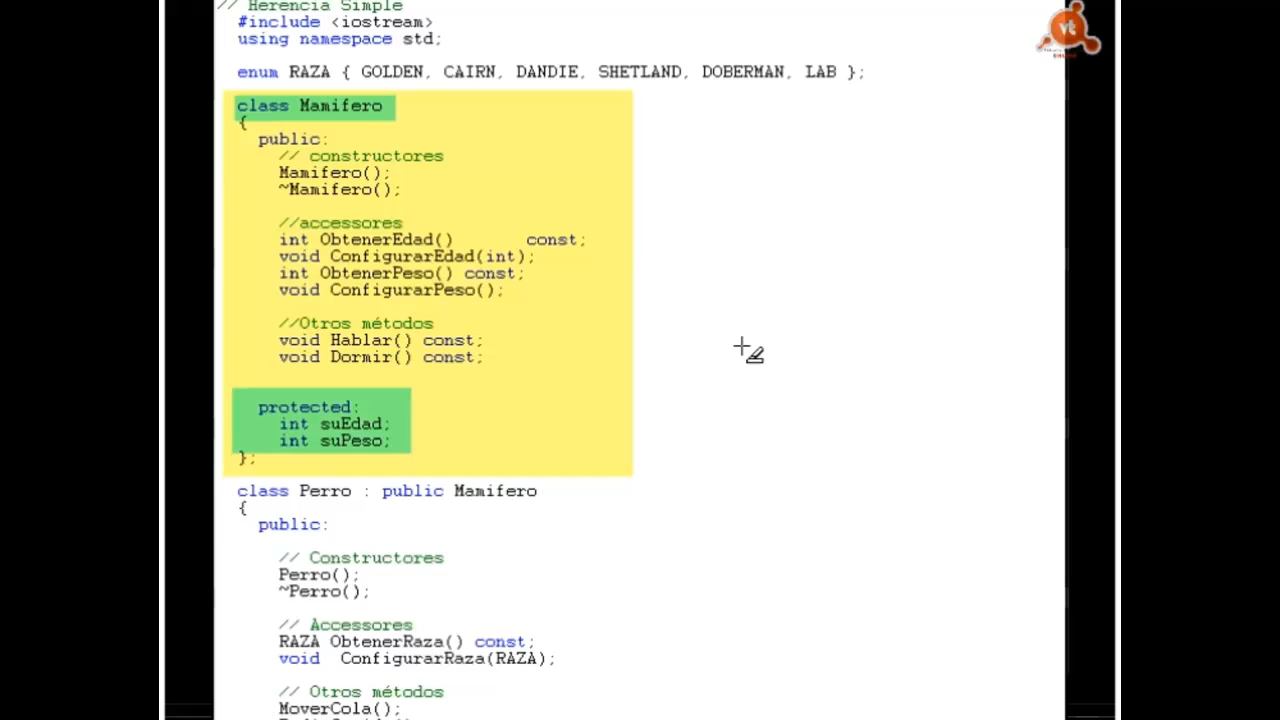 // Herencia Simple
#include <iostream>
using namespace std;
enum RAZA { GOLDEN, CAIRN, DANDIE, SHETLAND, DOBERMAN, LAB };
class Mamifero
{
public:
// constructores
Mamifero();
~Mamifero();
//accessores
int ObtenerEdad() const;
void ConfigurarEdad(int);
int ObtenerPeso() const;
void ConfigurarPeso();
//Otros métodos
void Hablar() const;
void Dormir() const;
protected:
int suEdad;
int suPeso;
};
class Perro : public Mamifero
{
public:
// Constructores
Perro();
~Perro();
// Accessores
RAZA ObtenerRaza() const;
void ConfigurarRaza(RAZA);
// Otros métodos
MoverCola();
vt